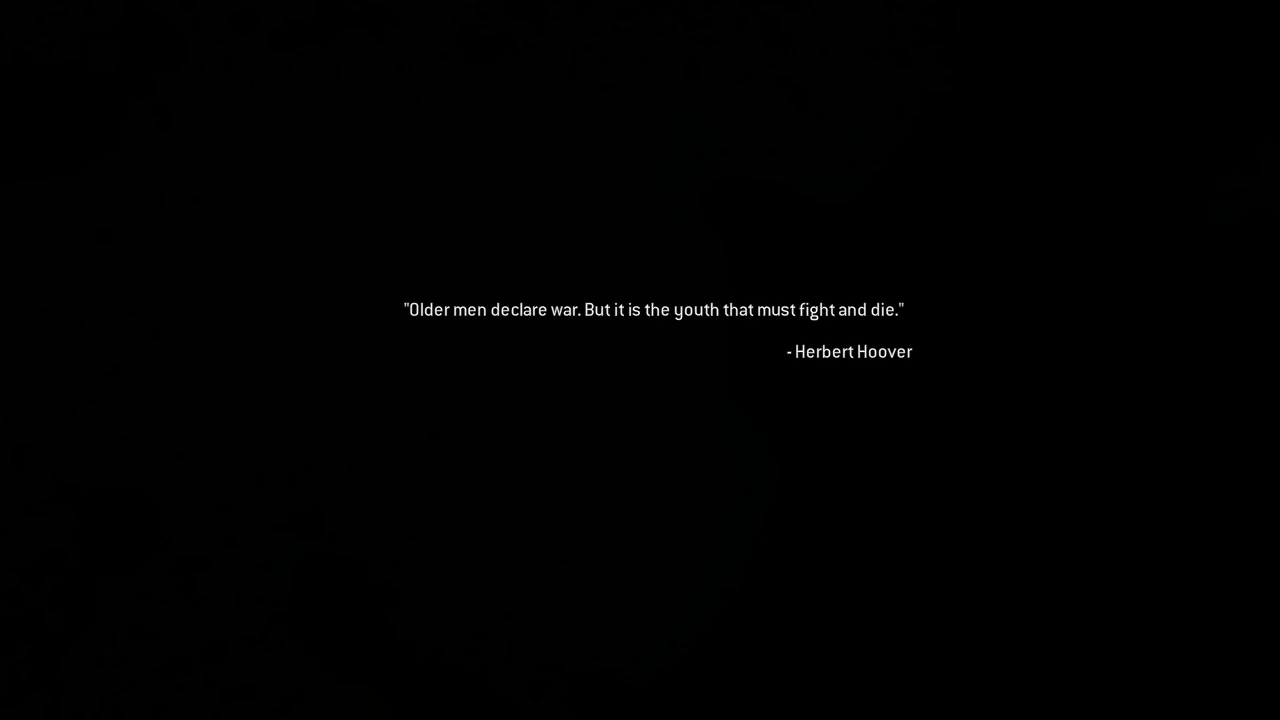 "Older men declare war. But it is the youth that must fight and die."
- Herbert Hoover